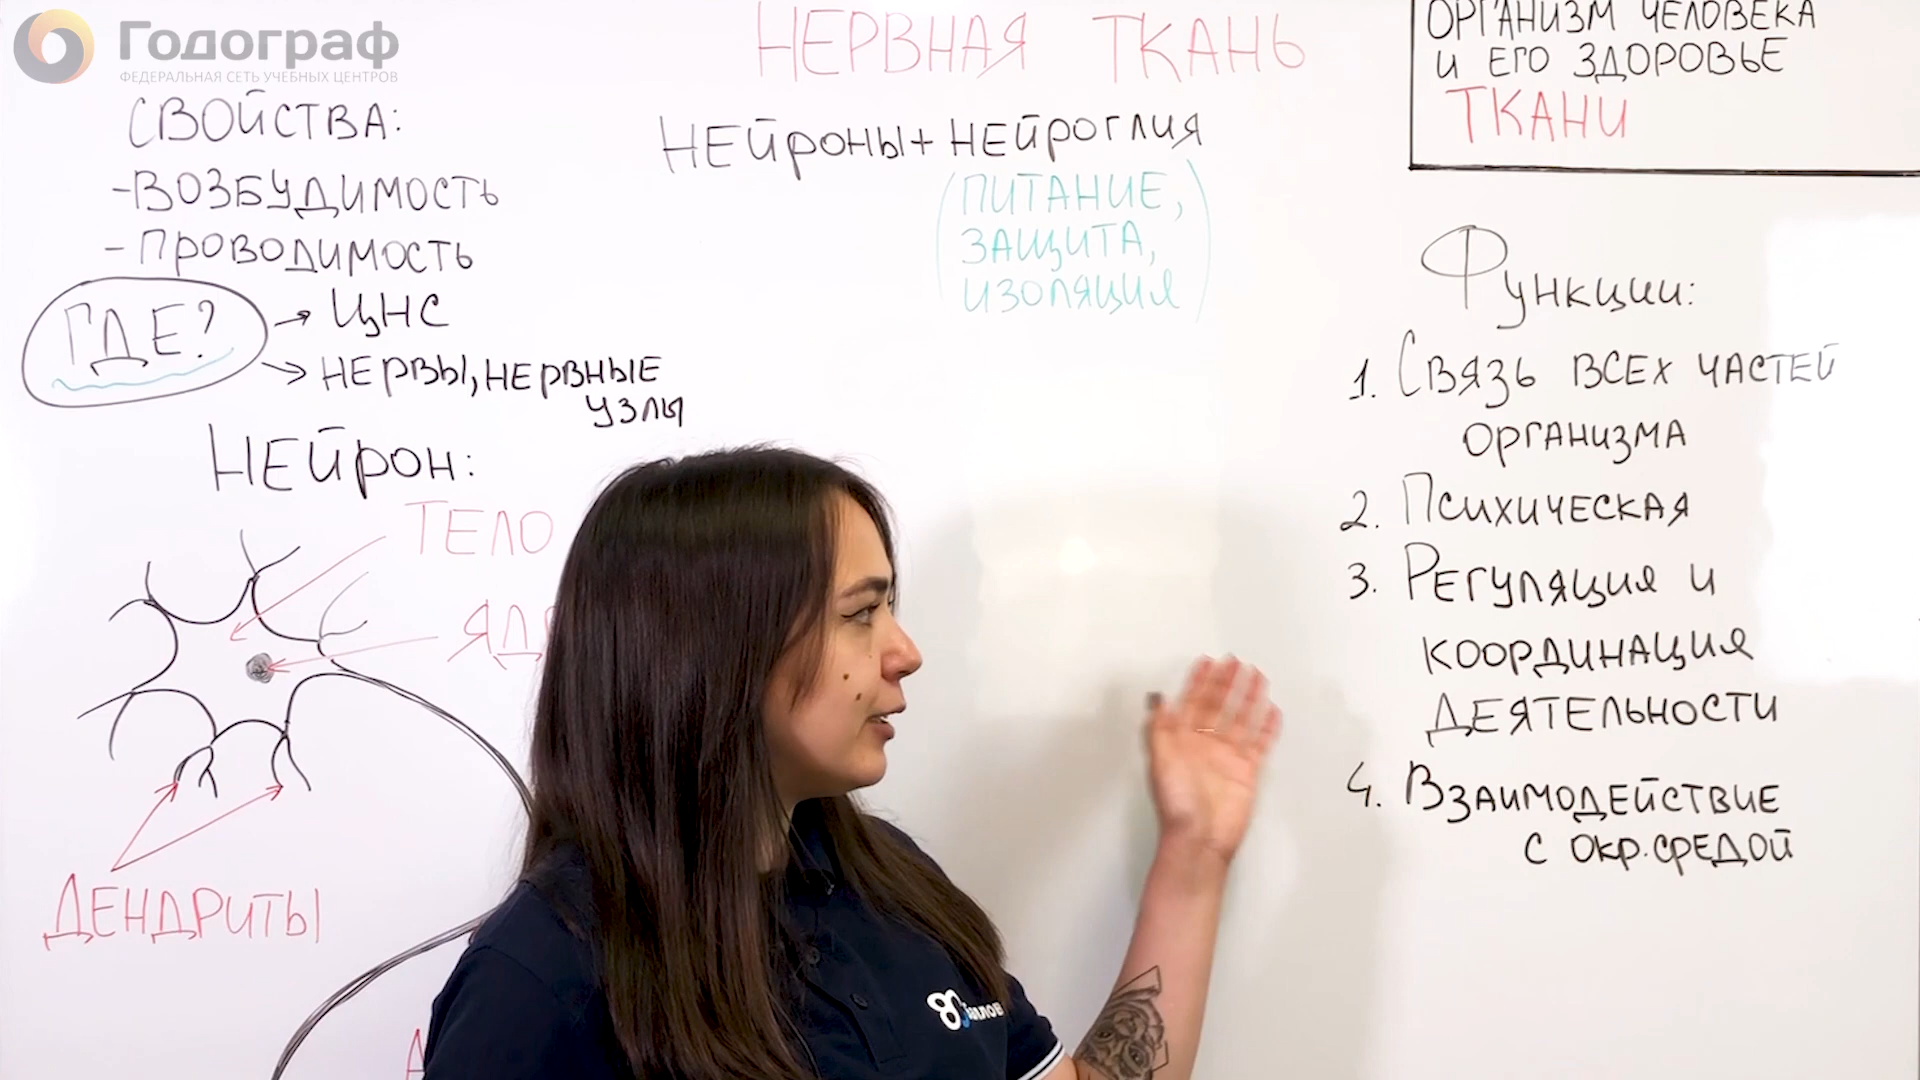 Годограф
ФЕДЕРАЛЬНАЯ СЕТЬ УЧЕБНЫХ ЦЕНТРОВ
НЕРВНАЯ ТКАНЬ
ОРГАНИЗМ ЧЕЛОВЕКА
И ЕГО ЗДОРОВЬЕ
ТКАНИ
СВОЙСТВА:
-ВОЗБУДИМОСТЬ
- ПРОВОДИМОСТЬ
ГДЕ?
→ ЦНС
→ НЕРВЫ, НЕРВНЫЕ
УЗЛЫ
НЕЙРОНЫ + НЕЙРОГЛИЯ
(ПИТАНИЕ,
ЗАЩИТА,
ИЗОЛЯЦИЯ)
НЕЙРОН:
ТЕЛО
ДЕНДРИТЫ
Функции:
1. Связь всех частей
организма
2. Психическая
3. Регуляция и
координация
деятельности
4. Взаимодействие
с окр. средой